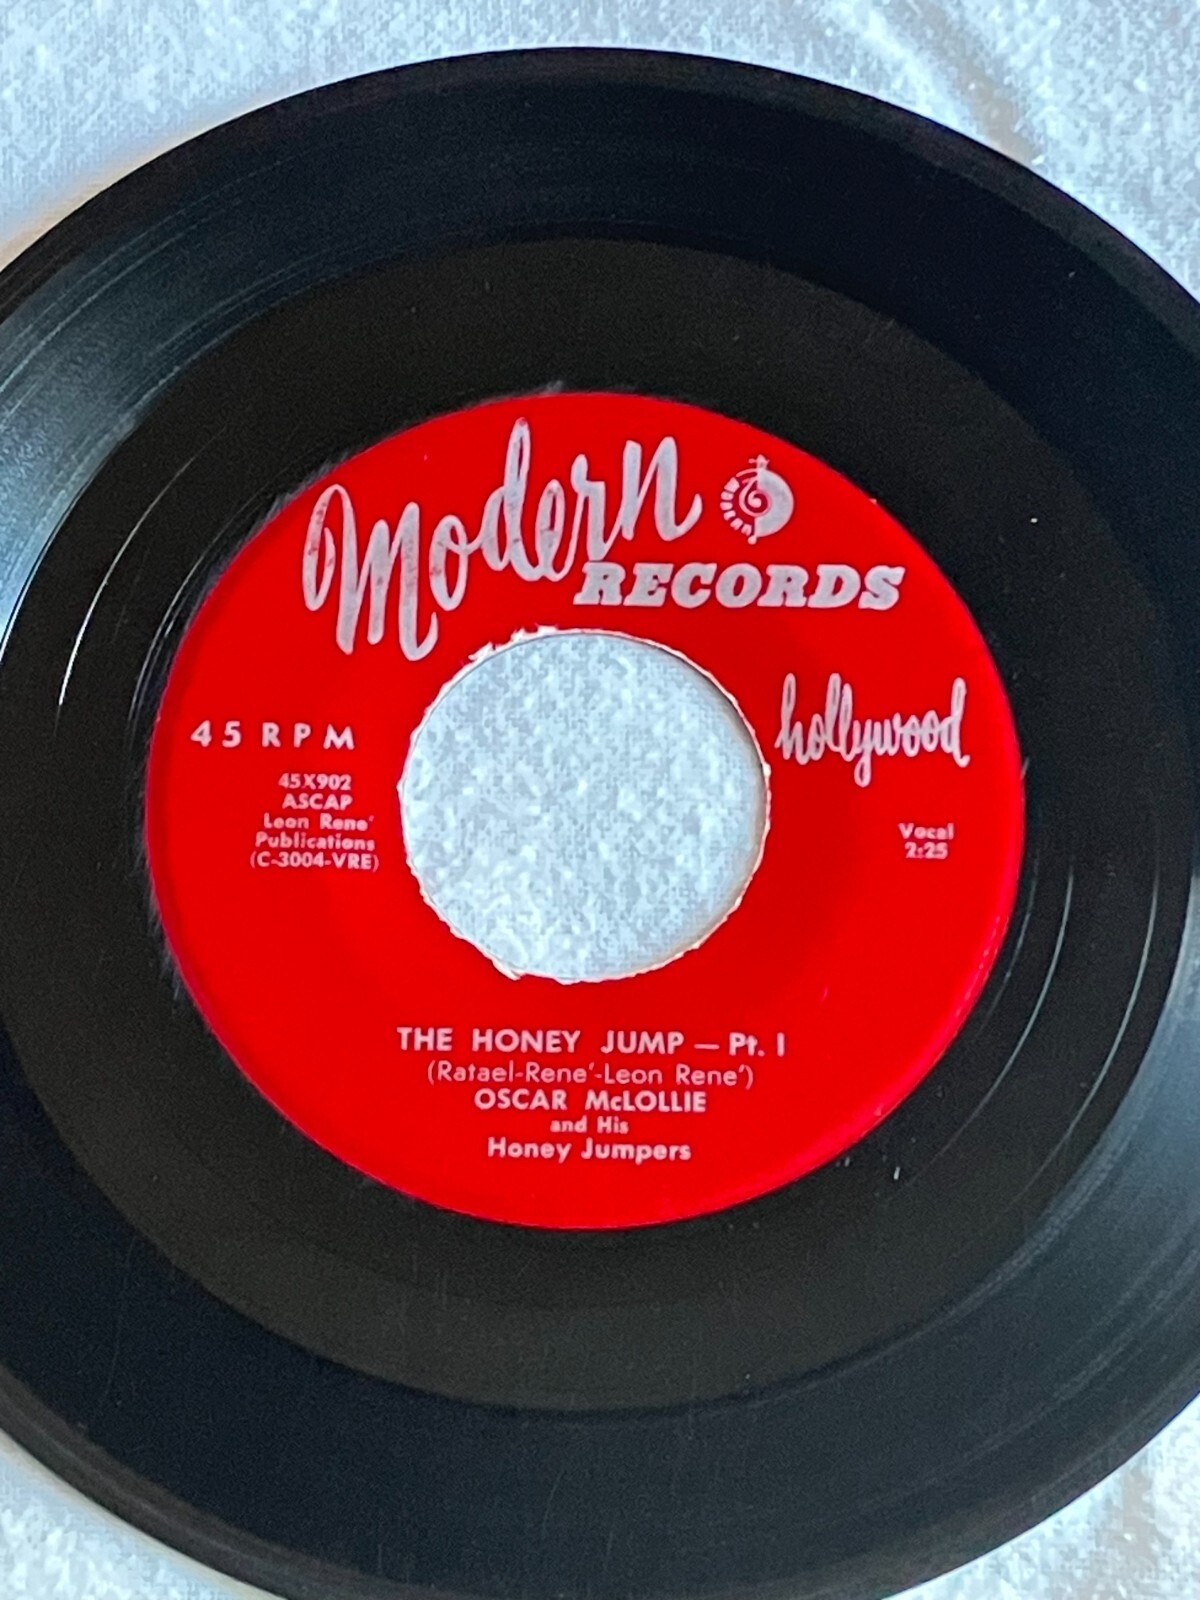 Modern
RECORDS
hollywood
45 RPM
45X902
ASCAP
Leon Rene'
Publications
(C-3004-VRE)
Vocal
2:25
THE HONEY JUMP — Pt. I
(Ratael-Rene'-Leon Rene')
OSCAR McLOLLIE
and His
Honey Jumpers